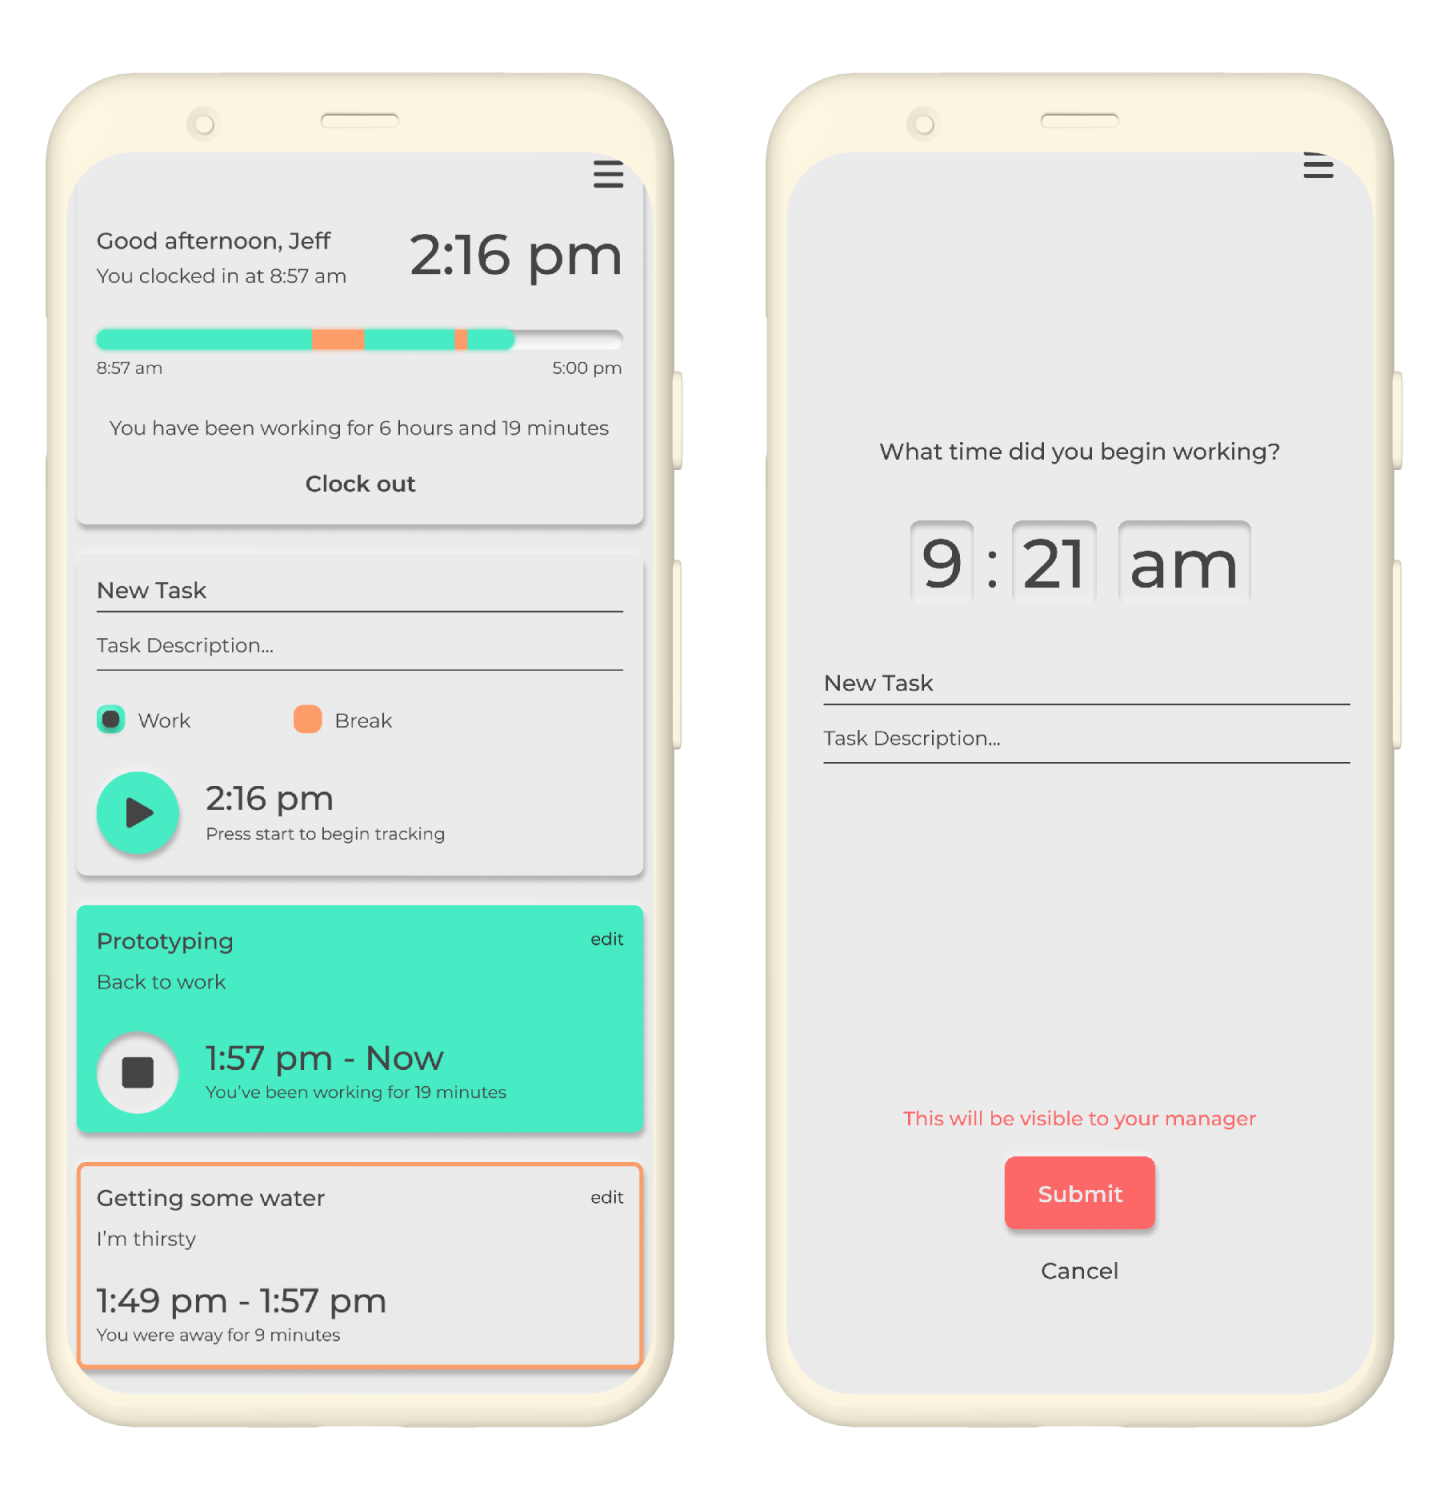 Good afternoon, Jeff
2:16 pm
You clocked in at 8:57 am
8:57 am
5:00 pm
You have been working for 6 hours and 19 minutes
Clock out
New Task
Task Description...
Work
Break
2:16 pm
Press start to begin tracking
Prototyping
edit
Back to work
1:57 pm - Now
You've been working for 19 minutes
Getting some water
edit
I'm thirsty
1:49 pm - 1:57 pm
You were away for 9 minutes
What time did you begin working?
9 : 21 am
New Task
Task Description...
This will be visible to your manager
Submit
Cancel